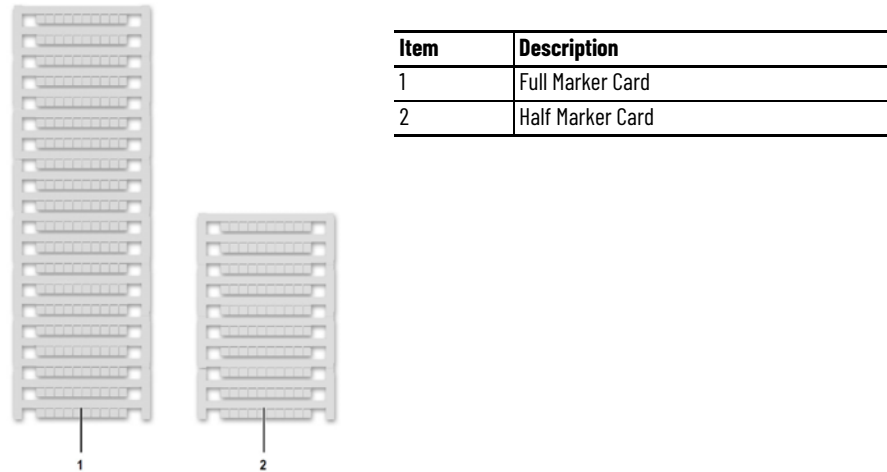 Item Description
1 Full Marker Card
2 Half Marker Card
1
2